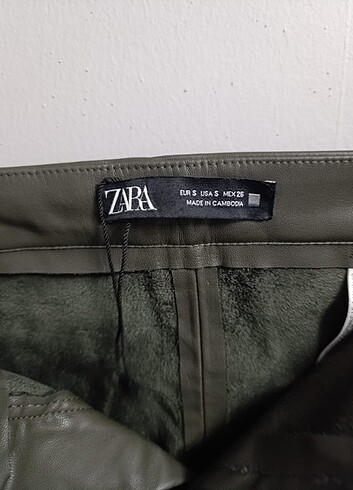 ZARA
EUR S USA S MEX 26
MADE IN CAMBODIA